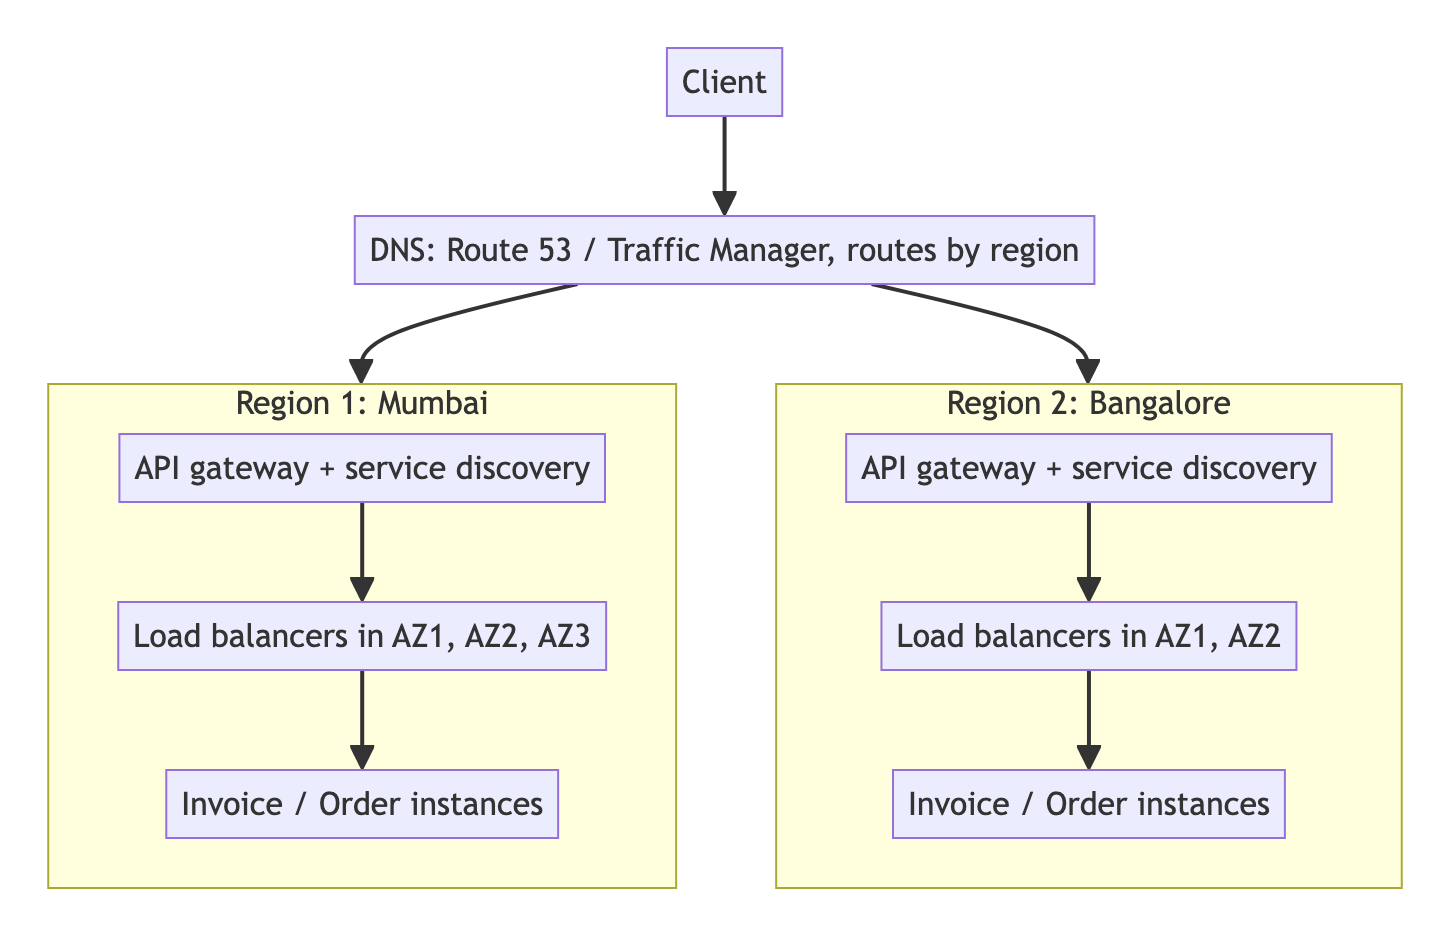 Client
DNS: Route 53 / Traffic Manager, routes by region
Region 1: Mumbai
API gateway + service discovery
Load balancers in AZ1, AZ2, AZ3
Invoice / Order instances
Region 2: Bangalore
API gateway + service discovery
Load balancers in AZ1, AZ2
Invoice / Order instances